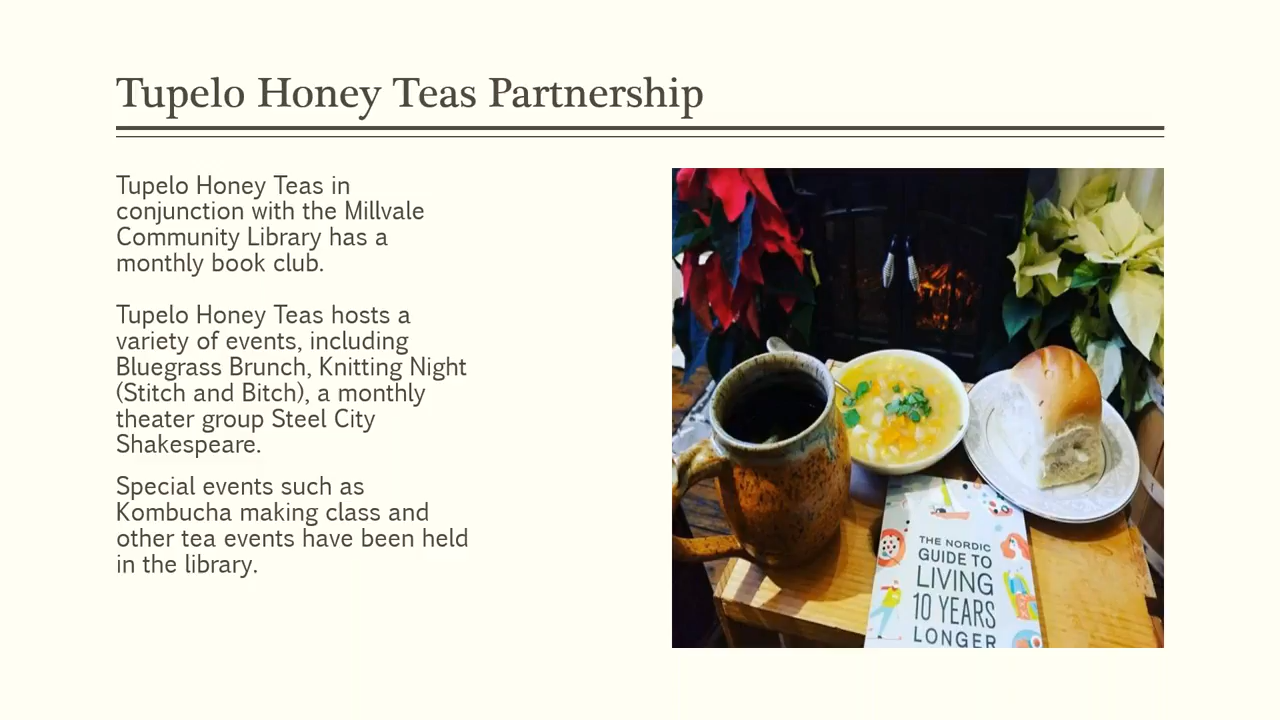 Tupelo Honey Teas Partnership
Tupelo Honey Teas in
conjunction with the Millvale
Community Library has a
monthly book club.
Tupelo Honey Teas hosts a
variety of events, including
Bluegrass Brunch, Knitting Night
(Stitch and Bitch), a monthly
theater group Steel City
Shakespeare.
Special events such as
Kombucha making class and
other tea events have been held
in the library.
THE NORDIC
GUIDE TO
LIVING
10 YEARS
LONGER